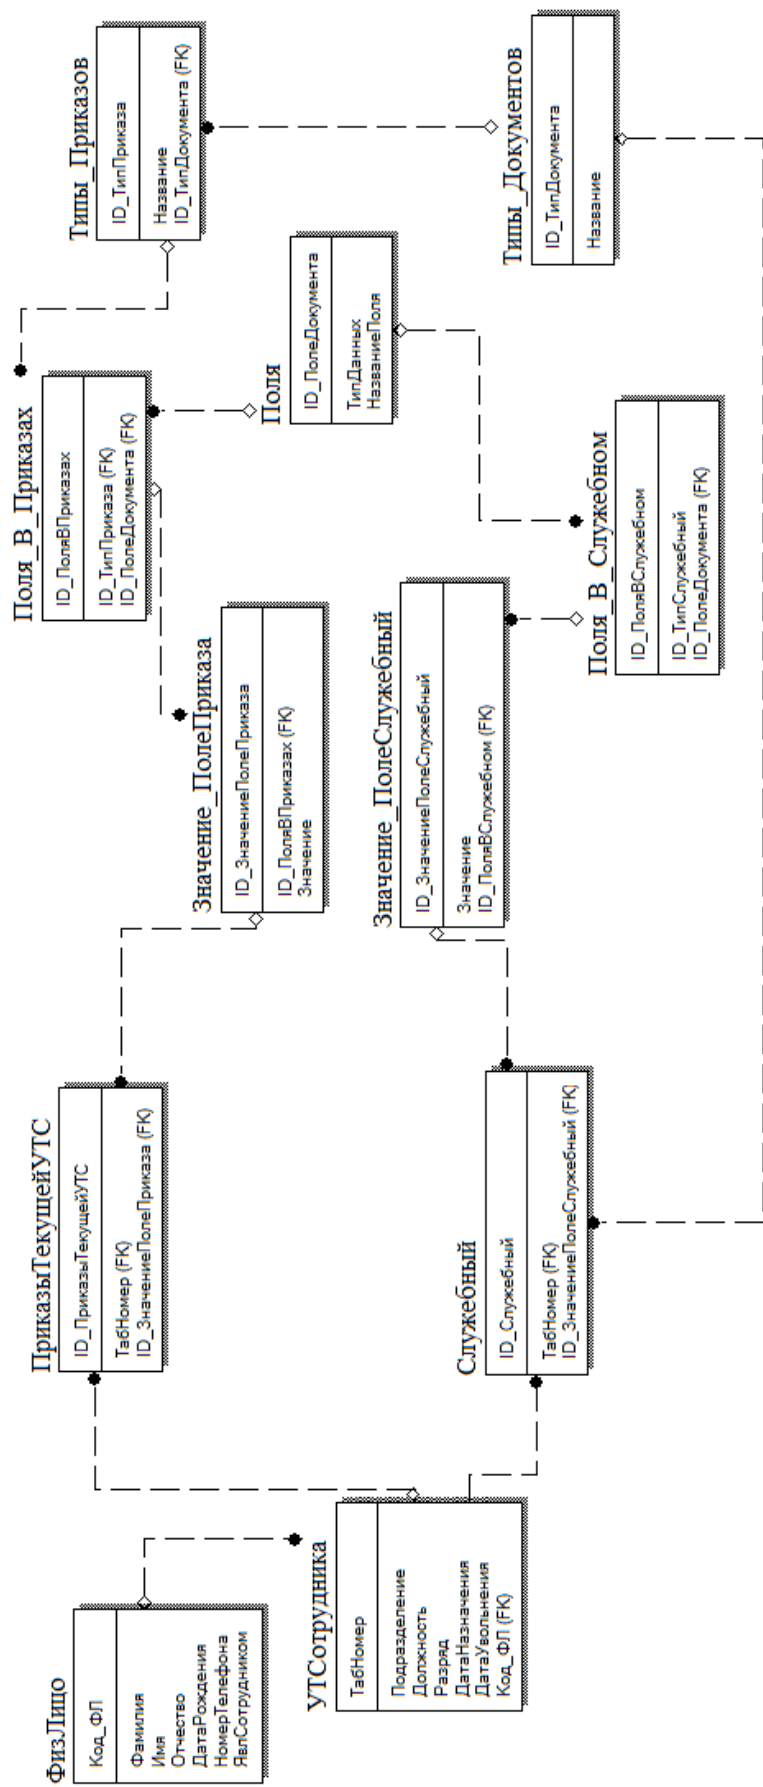 ФизЛицо
Код_ФЛ
Фамилия
Имя
Отчество
ДатаРождения
НомерТелефона
ЯвлСотрудником
УТСотрудника
ТабНомер
Подразделение
Должность
Разряд
ДатаНазначения
ДатаУвольнения
Код_ФЛ (FK)
ПриказыТекущейУТС
ID_ПриказыТекущейУТС
ТабНомер (FK)
ID_ЗначениеПолеПриказа (FK)
Служебный
ID_Служебный
ТабНомер (FK)
ID_ЗначениеПолеСлужебный (FK)
Значение_ПолеПриказа
ID_ЗначениеПолеПриказа
ID_ПоляВПриказах (FK)
Значение
Значение_ПолеСлужебный
ID_ЗначениеПолеСлужебный
Значение
ID_ПоляВСлужебном (FK)
Поля_В_Приказах
ID_ПоляВПриказах
ID_ТипПриказа (FK)
ID_ПолеДокумента (FK)
Поля_В_Служебном
ID_ПоляВСлужебном
ID_ТипСлужебный
ID_ПолеДокумента (FK)
Поля
ID_ПолеДокумента
ТипДанных
НазваниеПоля
Типы_Приказов
ID_ТипПриказа
Название
ID_ТипДокумента (FK)
Типы_Документов
ID_ТипДокумента
Название